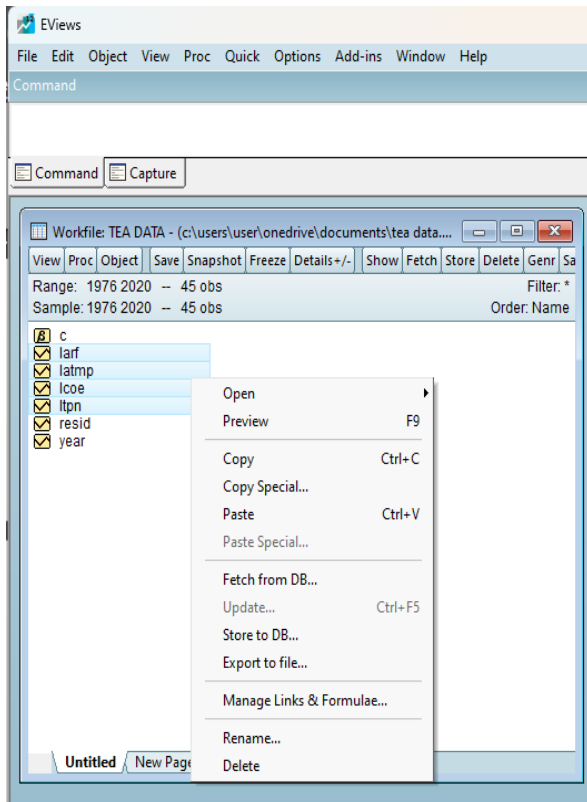 EViews
File Edit Object View Proc Quick Options Add-ins Window Help
Command
Command Capture
Workfile: TEA DATA - (c:\users\user\onedrive\documents\tea data....
View Proc Object Save Snapshot Freeze Details+/- Show Fetch Store Delete Genr Sa
Range: 1976 2020 -- 45 obs Filter: *
Sample: 1976 2020 -- 45 obs Order: Name
β c
larf
latmp
lcoe
ltpn
resid
year
Open
Preview F9
Copy Ctrl+C
Copy Special...
Paste Ctrl+V
Paste Special...
Fetch from DB...
Update... Ctrl+F5
Store to DB...
Export to file...
Manage Links & Formulae...
Rename...
Delete
Untitled New Page